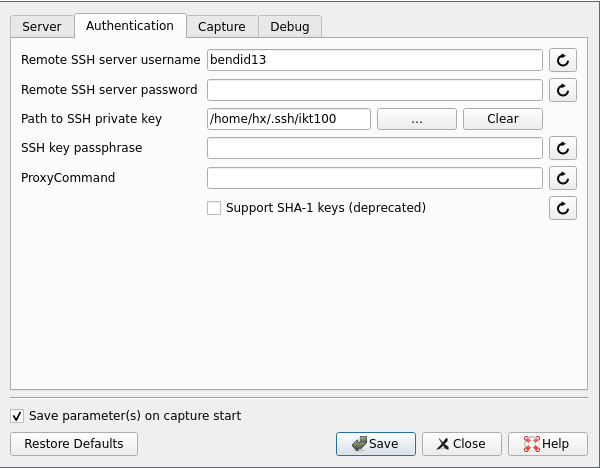 Server Authentication Capture Debug
Remote SSH server username bendid13
Remote SSH server password
Path to SSH private key /home/hx/.ssh/ikt100 ... Clear
SSH key passphrase
ProxyCommand
Support SHA-1 keys (deprecated)
Save parameter(s) on capture start
Restore Defaults Save Close Help